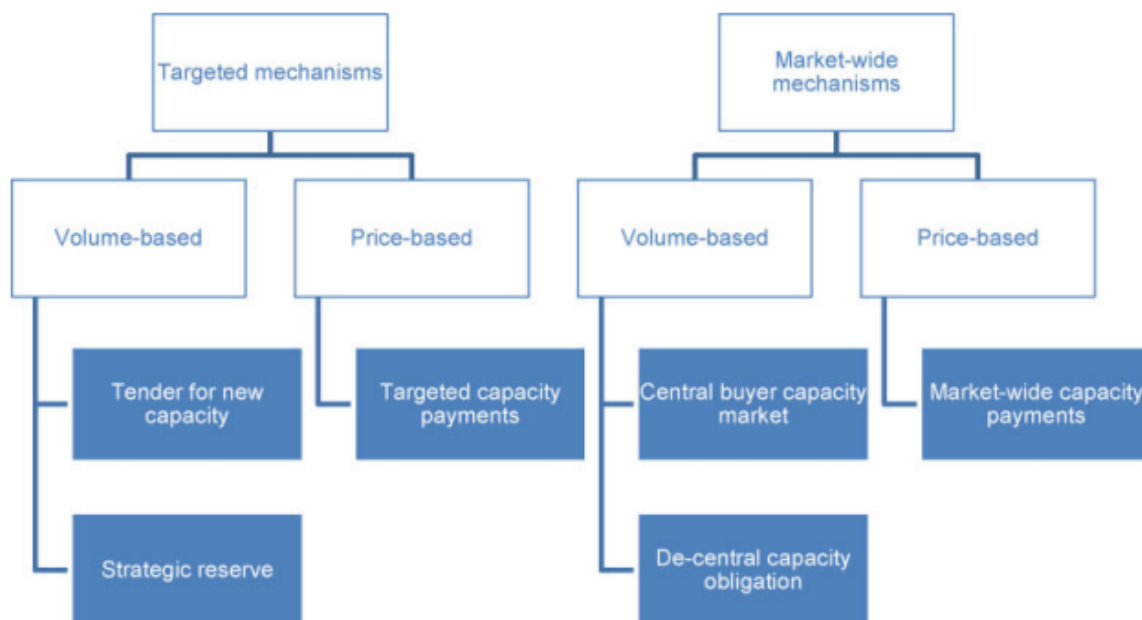 Targeted mechanisms
Market-wide
mechanisms
Volume-based
Price-based
Volume-based
Price-based
Tender for new
capacity
Targeted capacity
payments
Central buyer capacity
market
Market-wide capacity
payments
Strategic reserve
De-central capacity
obligation